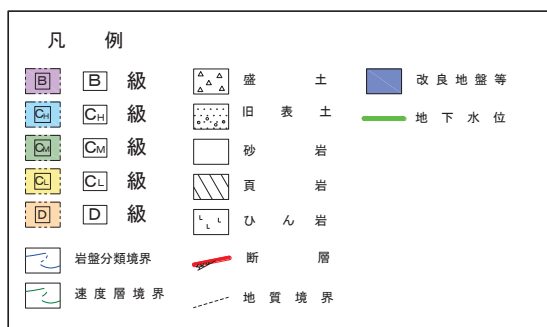 凡例
B B 級
CH CH 級
CM CM 級
CL CL 級
D D 級
岩盤分類境界
速度層境界
盛土
旧表土
砂岩
頁岩
ひん岩
断層
地質境界
改良地盤等
地下水位